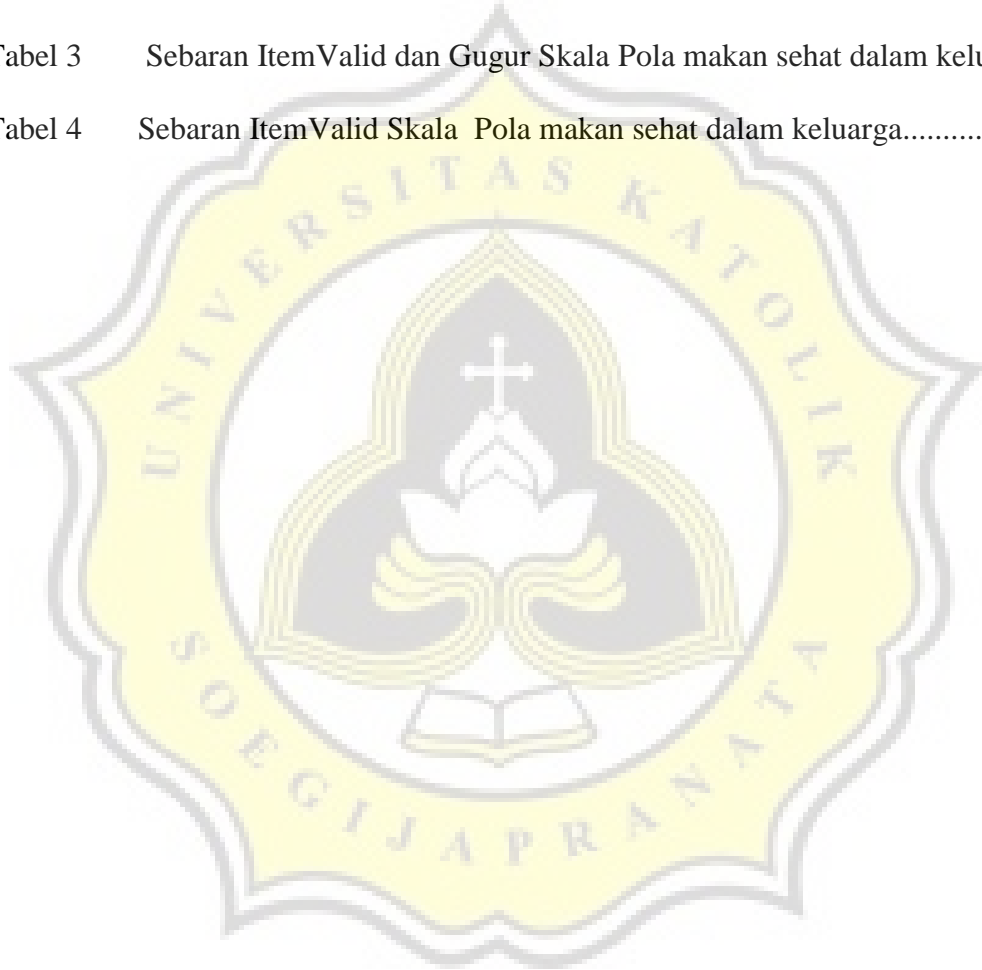 Tabel 3 Sebaran ItemValid dan Gugur Skala Pola makan sehat dalam
Tabel 4 Sebaran ItemValid Skala Pola makan sehat dalam keluarga..........
UNIVERSITAS KATOLIK
SOEGIJAPRANATA